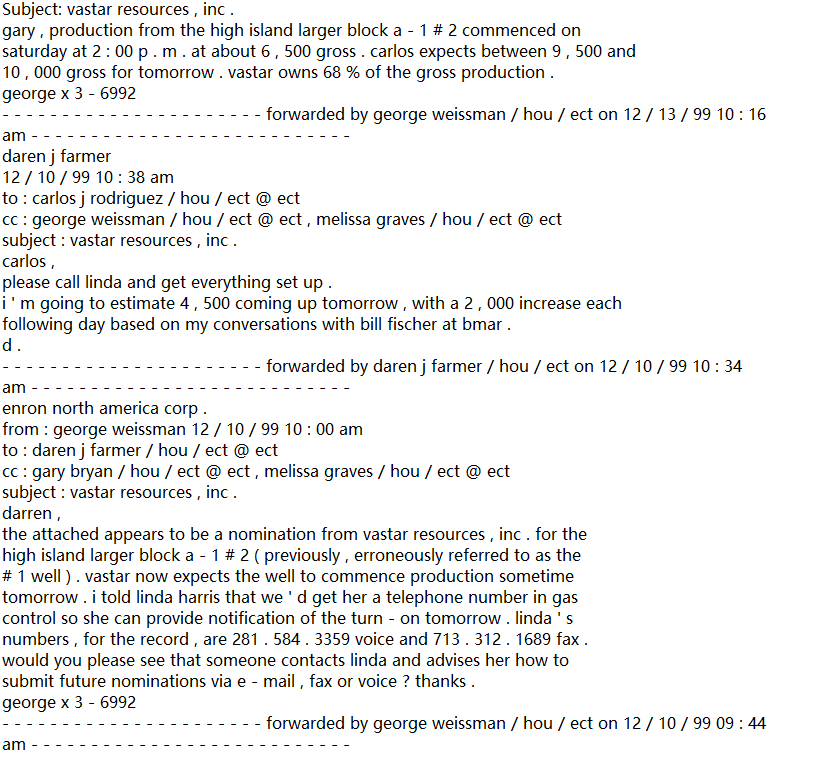 Subject: vastar resources , inc .
gary , production from the high island larger block a - 1 # 2 commenced on
saturday at 2 : 00 p . m . at about 6 , 500 gross . carlos expects between 9 , 500 and
10 , 000 gross for tomorrow . vastar owns 68 % of the gross production .
george x 3 - 6992
- - - - - - - - - - - - - - - - - - - - - - forwarded by george weissman / hou / ect on 12 / 13 / 99 10 : 16
am - - - - - - - - - - - - - - - - - - - - - - - - - - -
daren j farmer
12 / 10 / 99 10 : 38 am
to : carlos j rodriguez / hou / ect @ ect
cc : george weissman / hou / ect @ ect , melissa graves / hou / ect @ ect
subject : vastar resources , inc .
carlos ,
please call linda and get everything set up .
i ' m going to estimate 4 , 500 coming up tomorrow , with a 2 , 000 increase each
following day based on my conversations with bill fischer at bmar .
d .
- - - - - - - - - - - - - - - - - - - - - - forwarded by daren j farmer / hou / ect on 12 / 10 / 99 10 : 34
am - - - - - - - - - - - - - - - - - - - - - - - - - - -
enron north america corp .
from : george weissman 12 / 10 / 99 10 : 00 am
to : daren j farmer / hou / ect @ ect
cc : gary bryan / hou / ect @ ect , melissa graves / hou / ect @ ect
subject : vastar resources , inc .
darren ,
the attached appears to be a nomination from vastar resources , inc . for the
high island larger block a - 1 # 2 ( previously , erroneously referred to as the
# 1 well ) . vastar now expects the well to commence production sometime
tomorrow . i told linda harris that we ' d get her a telephone number in gas
control so she can provide notification of the turn - on tomorrow . linda ' s
numbers , for the record , are 281 . 584 . 3359 voice and 713 . 312 . 1689 fax .
would you please see that someone contacts linda and advises her how to
submit future nominations via e - mail , fax or voice ? thanks .
george x 3 - 6992
- - - - - - - - - - - - - - - - - - - - - - forwarded by george weissman / hou / ect on 12 / 10 / 99 09 : 44
am - - - - - - - - - - - - - - - - - - - - - - - - - - -